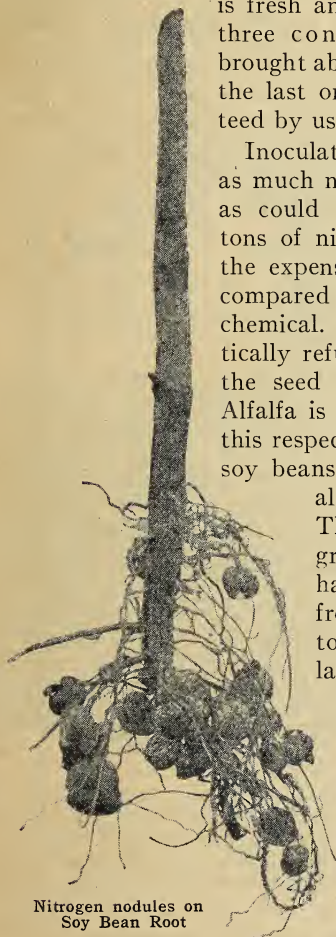 is fresh an
three con
brought ab
the last o
teed by us
Inoculat
as much n
as could
tons of ni
the expens
compared
chemical.
tically ref
the seed
Alfalfa is
this respec
soy beans
al
Th
gr
ha
fr
to
la
Nitrogen nodules on
Soy Bean Root